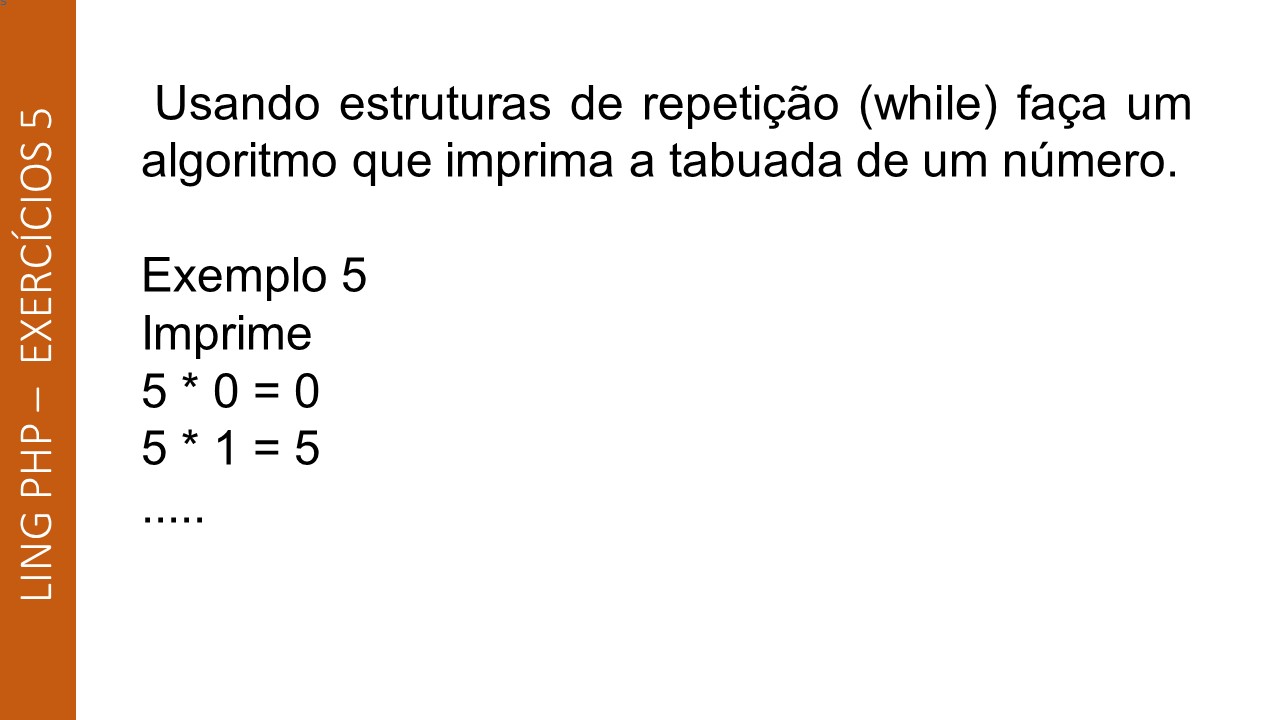 s
LING PHP – EXERCÍCIOS 5
Usando estruturas de repetição (while) faça um
algoritmo que imprima a tabuada de um número.
Exemplo 5
Imprime
5 * 0 = 0
5 * 1 = 5
.....